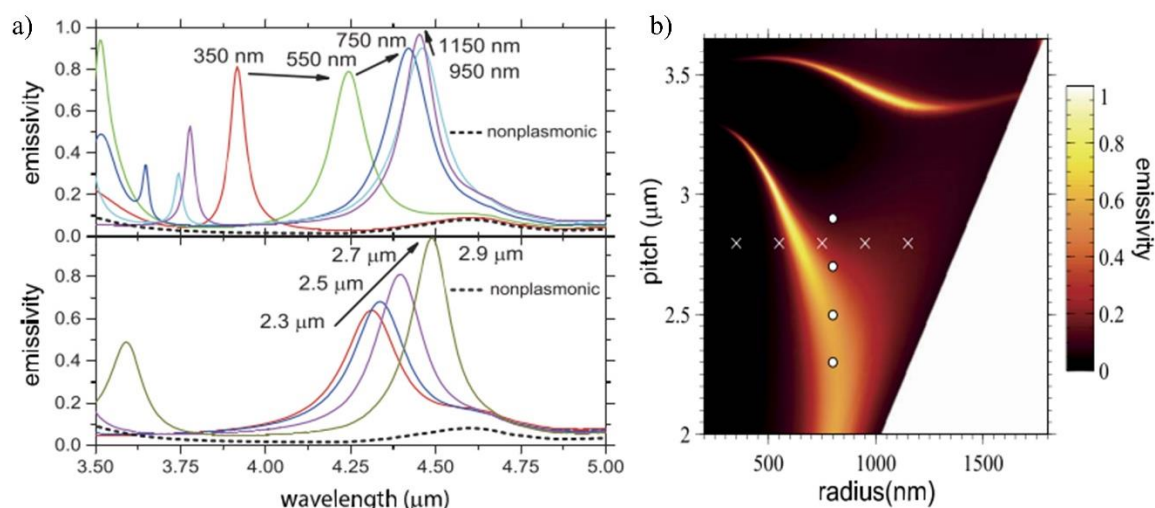 a)
1.0
0.8
0.6
0.4
0.2
0.0
emissivity
350 nm
550 nm
750 nm
1150 nm
950 nm
nonplasmonic
1.0
0.8
0.6
0.4
0.2
0.0
emissivity
2.3 μm
2.5 μm
2.7 μm
2.9 μm
nonplasmonic
3.50 3.75 4.00 4.25 4.50 4.75 5.00
wavelength (μm)
b)
3.5
3
2.5
2
pitch (μm)
500 1000 1500
radius(nm)
1
0.8
0.6
0.4
0.2
0
emissivity